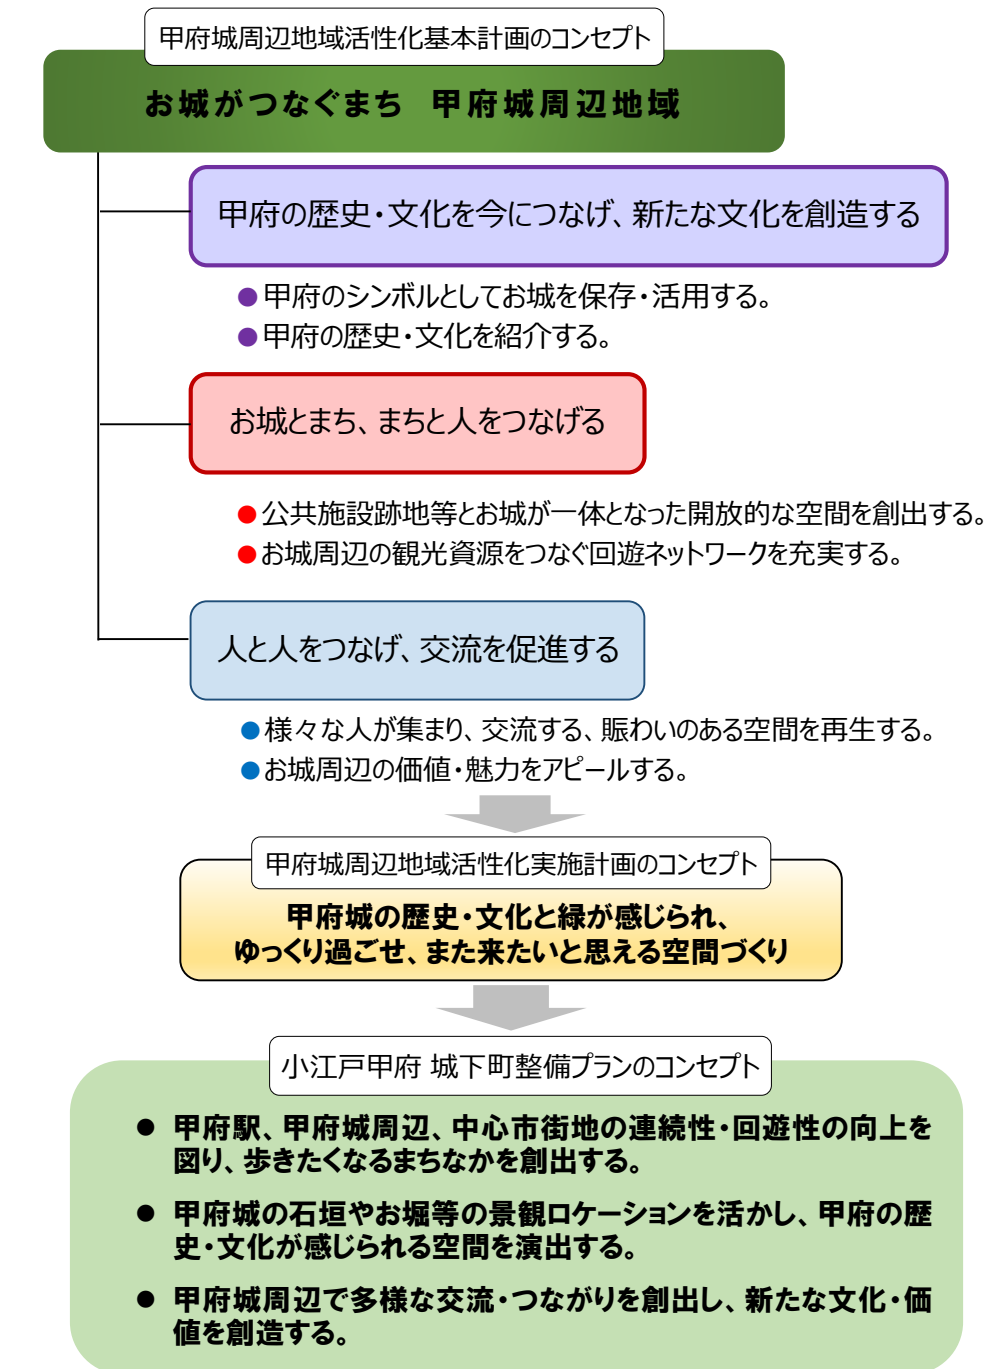 甲府城周辺地域活性化基本計画のコンセプト
お城がつなぐまち　甲府城周辺地域
甲府の歴史・文化を今につなげ、新たな文化を創造する
●甲府のシンボルとしてお城を保存・活用する。
●甲府の歴史・文化を紹介する。
お城とまち、まちと人をつなげる
●公共施設跡地等とお城が一体となった開放的な空間を創出する。
●お城周辺の観光資源をつなぐ回遊ネットワークを充実する。
人と人をつなげ、交流を促進する
●様々な人が集まり、交流する、賑わいのある空間を再生する。
●お城周辺の価値・魅力をアピールする。
甲府城周辺地域活性化実施計画のコンセプト
甲府城の歴史・文化と緑が感じられ、
ゆっくり過ごせ、また来たいと思える空間づくり
小江戸甲府 城下町整備プランのコンセプト
● 甲府駅、甲府城周辺、中心市街地の連続性・回遊性の向上を
図り、歩きたくなるまちなかを創出する。
● 甲府城の石垣やお堀等の景観ロケーションを活かし、甲府の歴
史・文化が感じられる空間を演出する。
● 甲府城周辺で多様な交流・つながりを創出し、新たな文化・価
値を創造する。